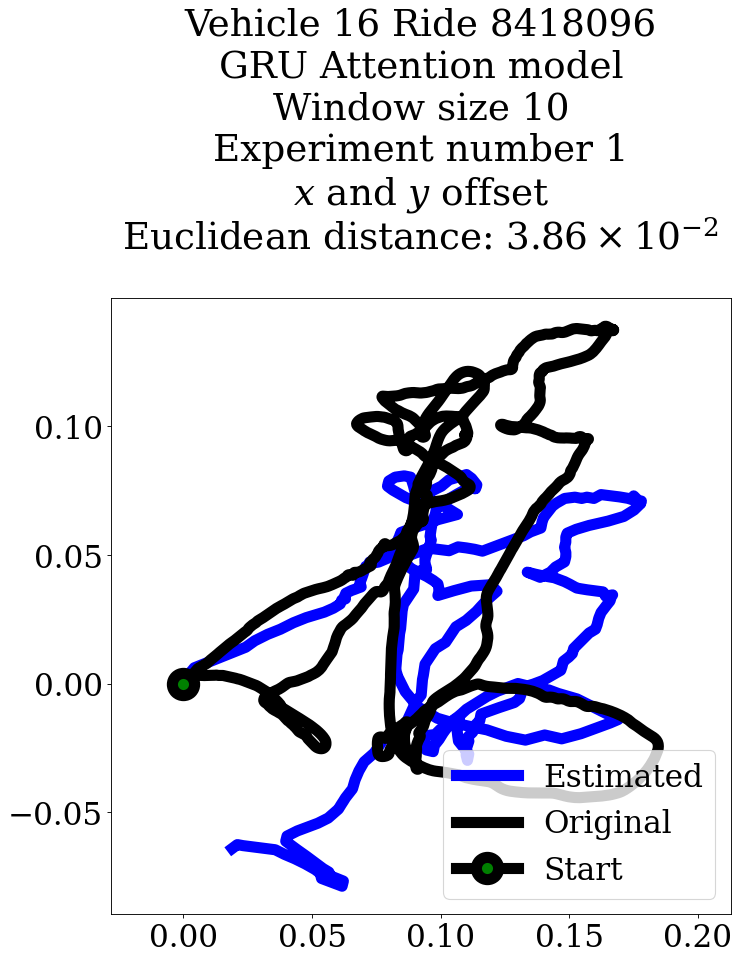 Vehicle 16 Ride 8418096
GRU Attention model
Window size 10
Experiment number 1
x and y offset
Euclidean distance: 3.86 × 10⁻²
0.10
0.05
0.00
−0.05
0.00 0.05 0.10 0.15 0.20
Estimated
Original
Start